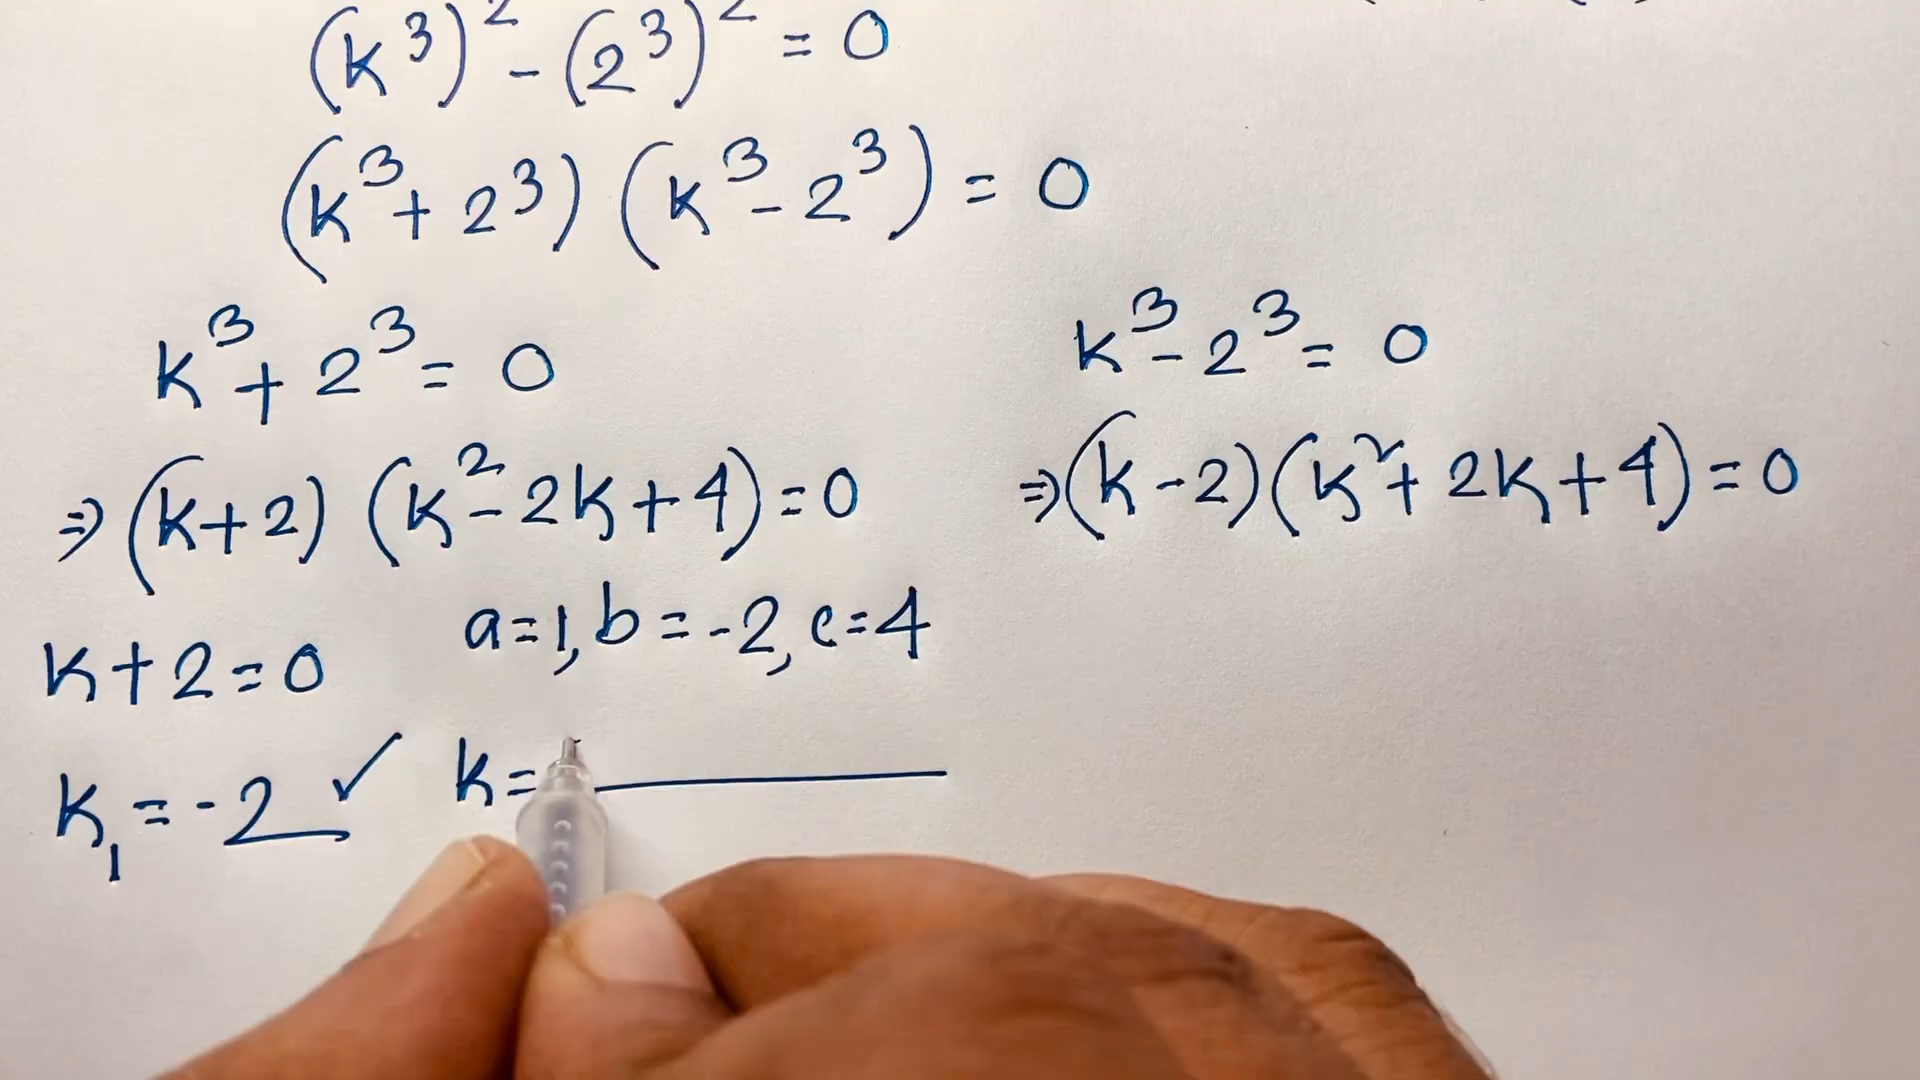 (k³)² - (2³)² = 0
(k³ + 2³) (k³ - 2³) = 0
k³ + 2³ = 0
⇒ (k+2) (k² - 2k + 4) = 0
k + 2 = 0
a = 1, b = -2, c = 4
k₁ = -2 ✓
k =
k³ - 2³ = 0
⇒ (k - 2) (k² + 2k + 4) = 0